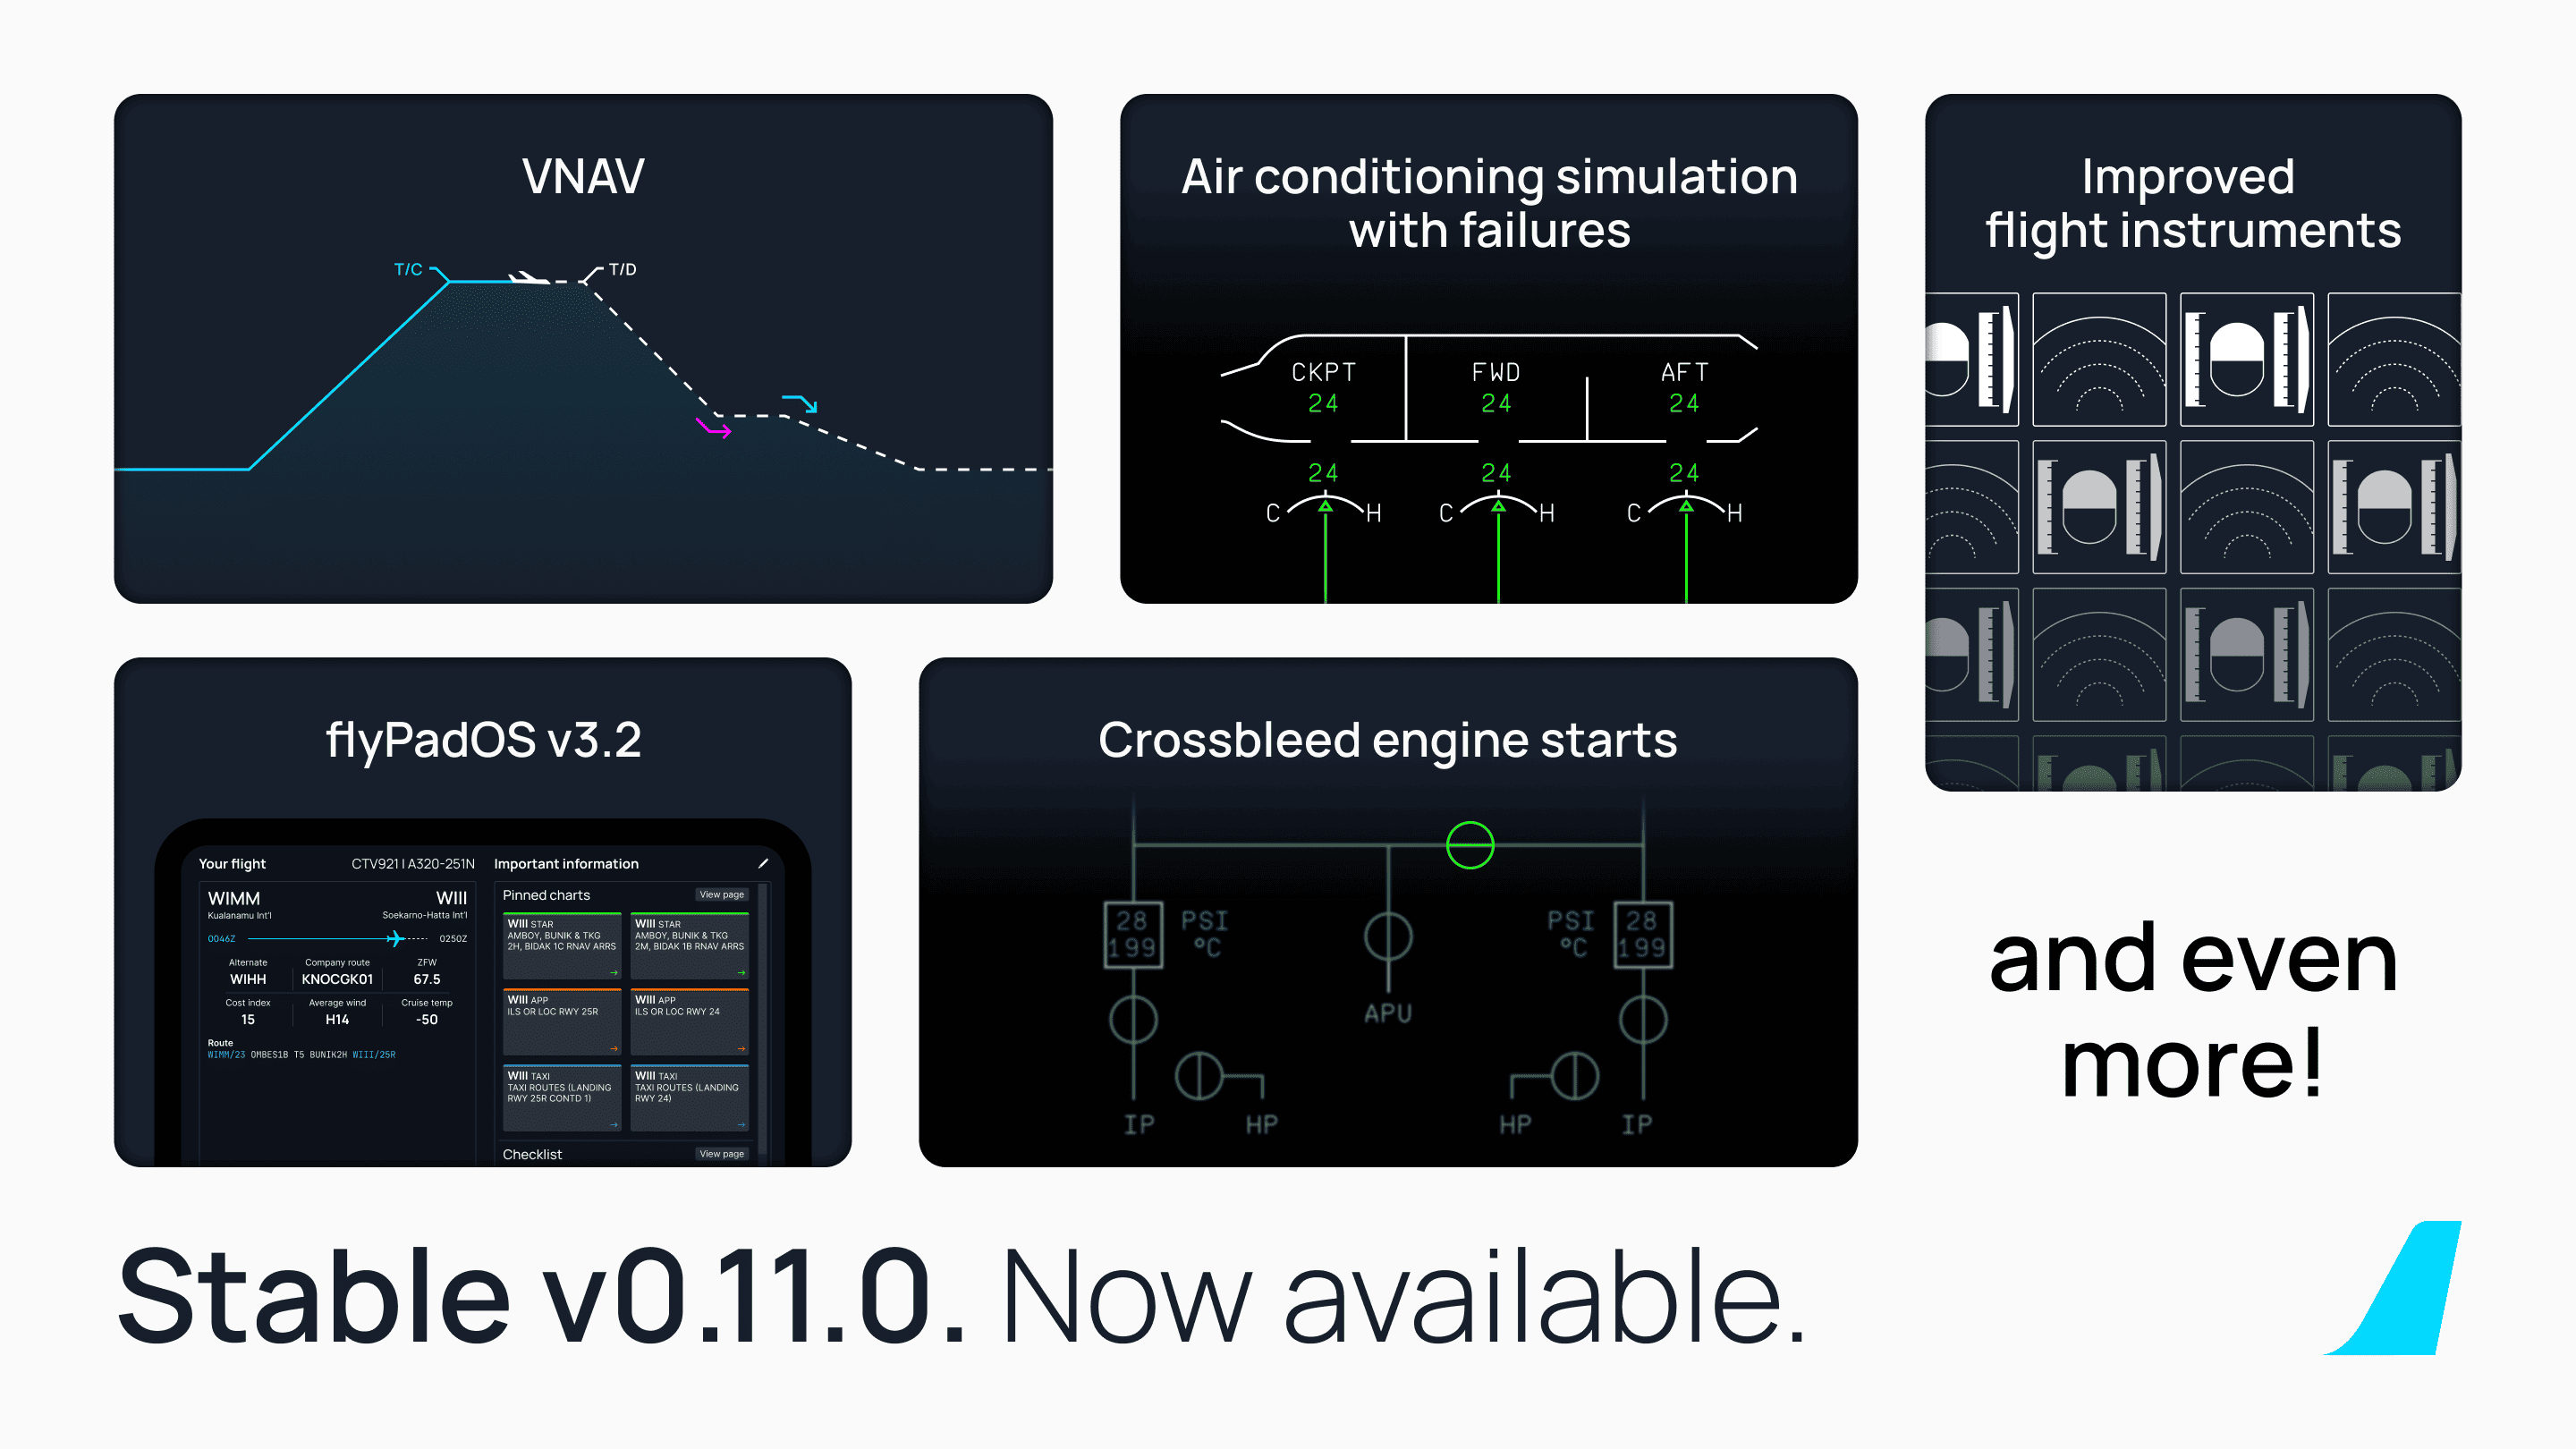 VNAV
T/C
T/D
Air conditioning simulation
with failures
CKPT FWD AFT
24 24 24
24 24 24
C H C H C H
Improved
flight instruments
flyPadOS v3.2
Your flight CTV921 | A320-251N
WIMM WIII
Kualanamu Int'l Soekarno-Hatta Int'l
0046Z 0250Z
Alternate Company route ZFW
WIHH KNOCGK01 67.5
Cost index Average wind Cruise temp
15 H14 -50
Route
WIMM/23 OMBES1B T5 BUNIK2H WIII/25R
Important information
Pinned charts View page
WIII STAR
AMBOY, BUNIK & TKG
2H, BIDAK 1C RNAV ARRS
WIII STAR
AMBOY, BUNIK & TKG
2M, BIDAK 1B RNAV ARRS
WIII APP
ILS OR LOC RWY 25R
WIII APP
ILS OR LOC RWY 24
WIII TAXI
TAXI ROUTES (LANDING
RWY 25R CONTD 1)
WIII TAXI
TAXI ROUTES (LANDING
RWY 24)
Checklist View page
Crossbleed engine starts
28 PSI PSI 28
199 °C °C 199
APU
IP HP HP IP
and even
more!
Stable v0.11.0. Now available.